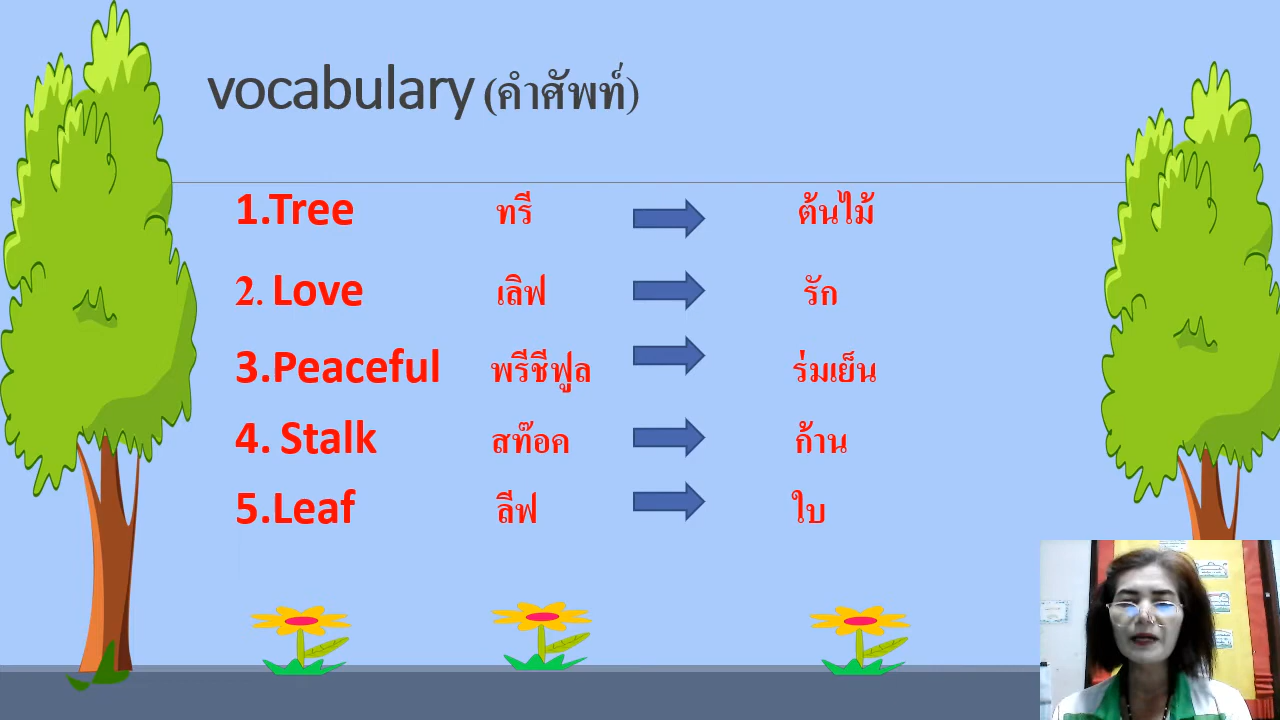 vocabulary (คำศัพท์)
1.Tree ทรี ต้นไม้
2. Love เลิฟ รัก
3.Peaceful พรีซีฟูล ร่มเย็น
4. Stalk สท๊อค ก้าน
5.Leaf ลีฟ ใบ